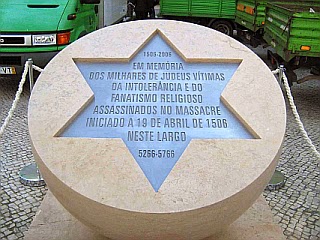 1506-2006
EM MEMÓRIA
DOS MILHARES DE JUDEUS VÍTIMAS
DA INTOLERÂNCIA E DO
FANATISMO RELIGIOSO
ASSASSINADOS NO MASSACRE
INICIADO A 19 DE ABRIL DE 1506
NESTE LARGO
5266-5766